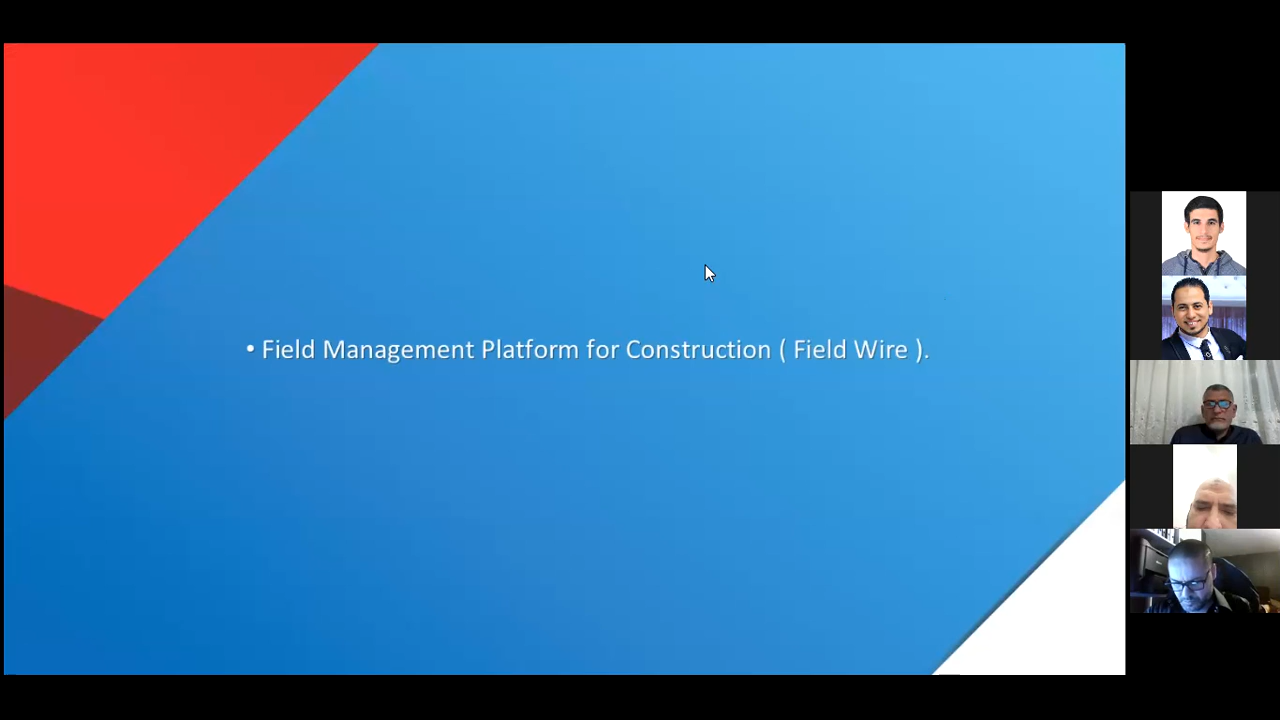 • Field Management Platform for Construction ( Field Wire ).